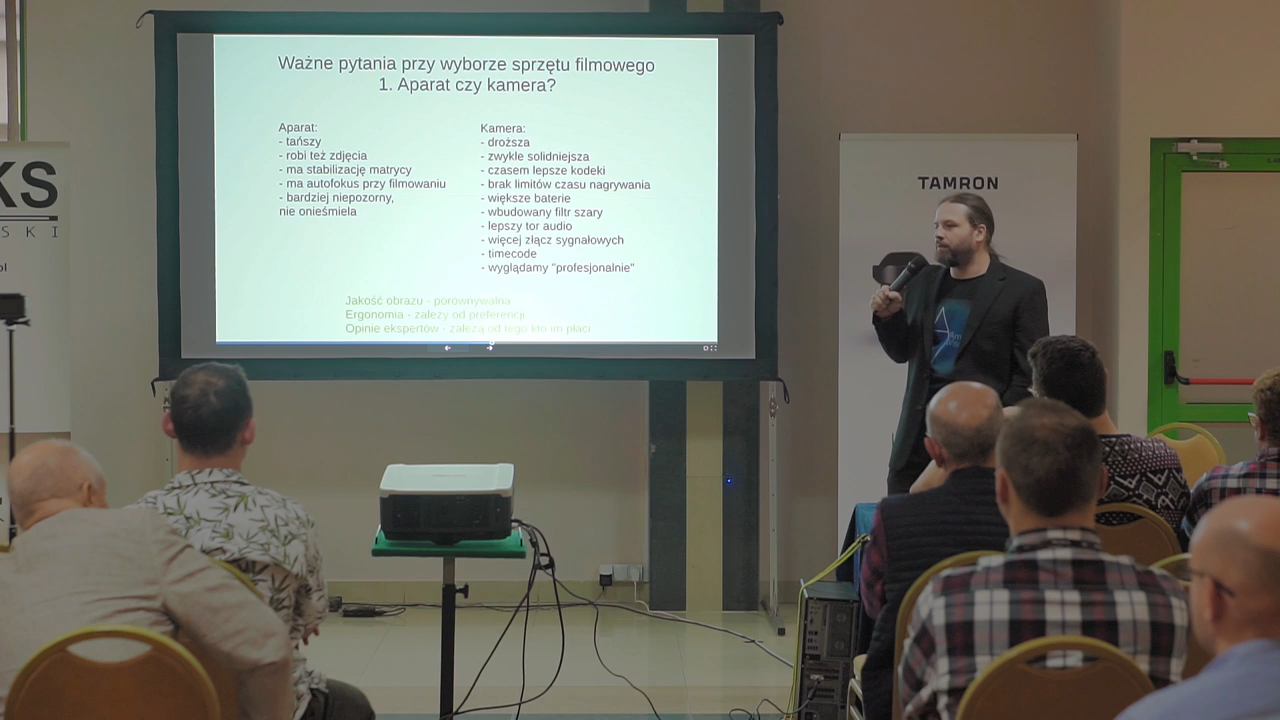 Ważne pytania przy wyborze sprzętu filmowego
1. Aparat czy kamera?
Aparat:
- tańszy
- robi też zdjęcia
- ma stabilizację matrycy
- ma autofokus przy filmowaniu
- bardziej niepozorny,
nie onieśmiela
Kamera:
- droższa
- zwykle solidniejsza
- czasem lepsze kodeki
- brak limitów czasu nagrywania
- większe baterie
- wbudowany filtr szary
- lepszy tor audio
- więcej złącz sygnałowych
- timecode
- wyglądamy "profesjonalnie"
Jakość obrazu - porównywalna
Ergonomia - zależy od preferencji
Opinie ekspertów - zależą od tego kto im płaci
TAMRON
KS
SKI